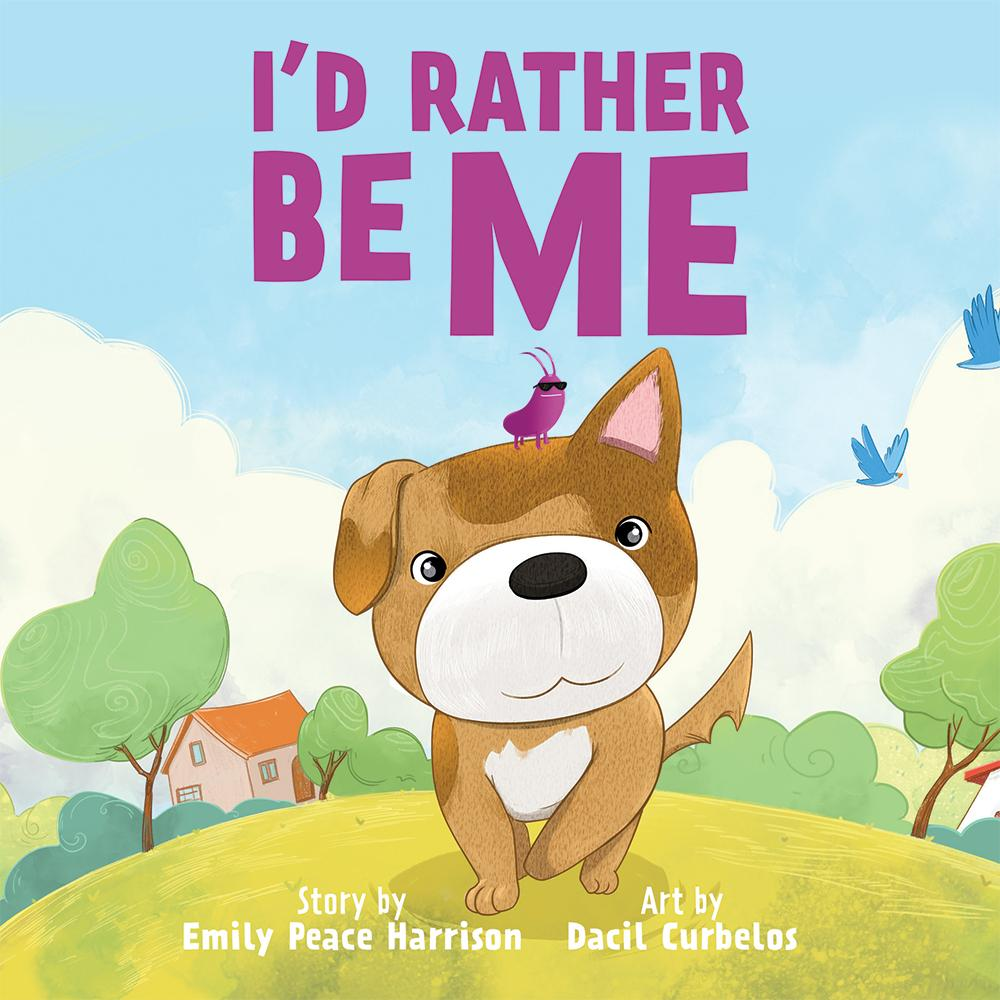 I'D RATHER
BE ME
Story by
Emily Peace Harrison
Art by
Dacil Curbelos